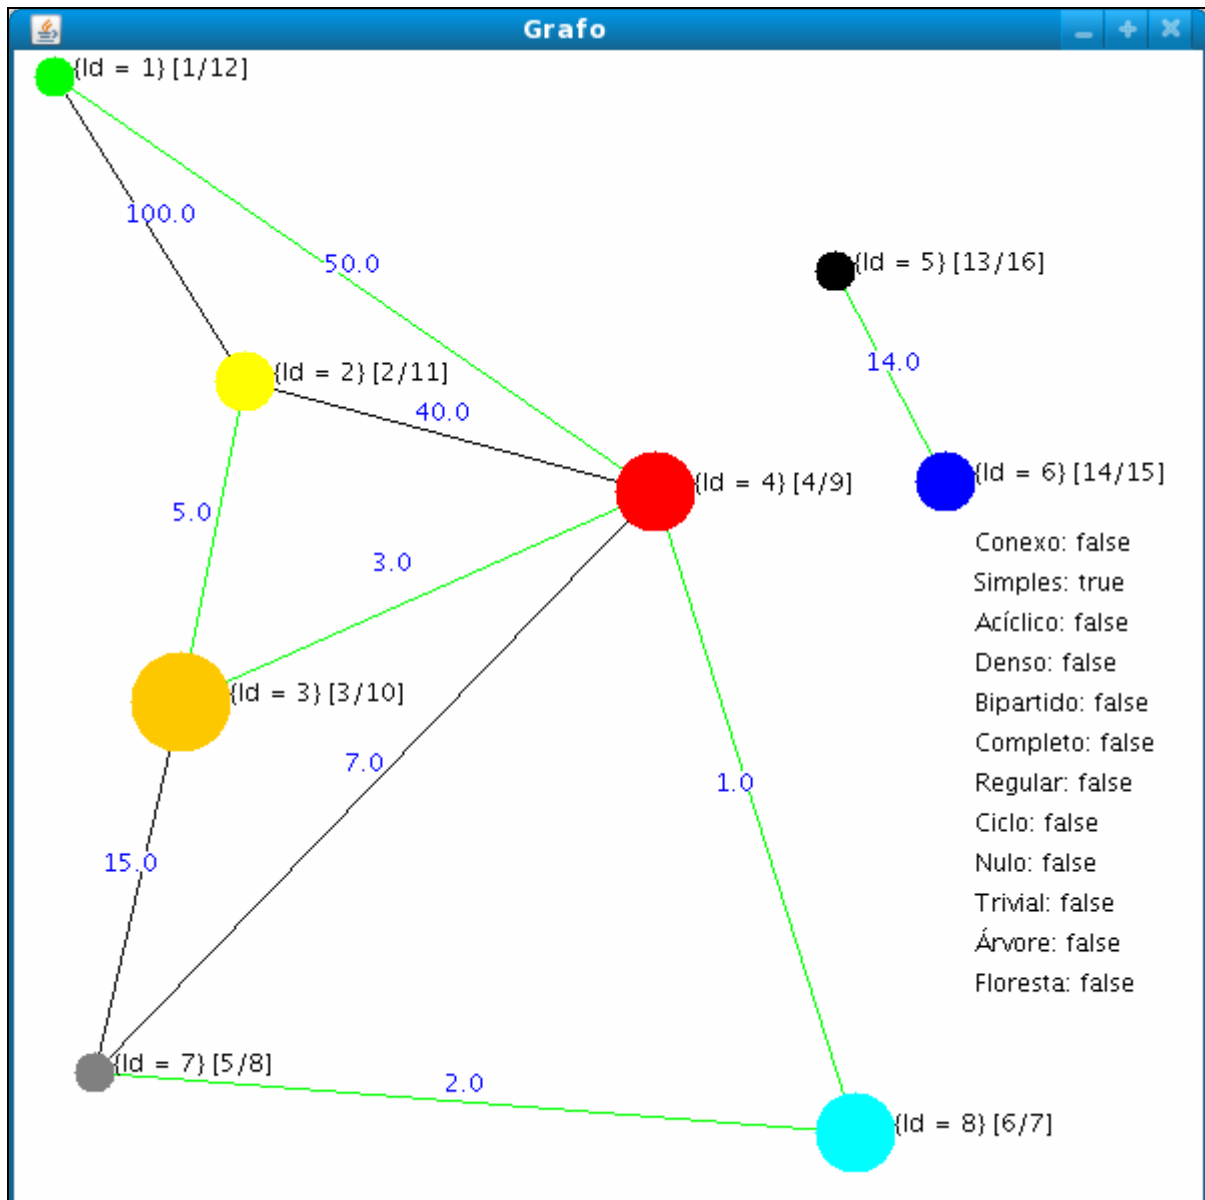 Grafo
{Id = 1} [1/12]
100.0
50.0
{Id = 5} [13/16]
14.0
{Id = 2} [2/11]
40.0
{Id = 4} [4/9]
{Id = 6} [14/15]
5.0
3.0
Conexo: false
Simples: true
Acíclico: false
Denso: false
Bipartido: false
Completo: false
Regular: false
Ciclo: false
Nulo: false
Trivial: false
Árvore: false
Floresta: false
{Id = 3} [3/10]
7.0
1.0
15.0
{Id = 7} [5/8]
2.0
{Id = 8} [6/7]